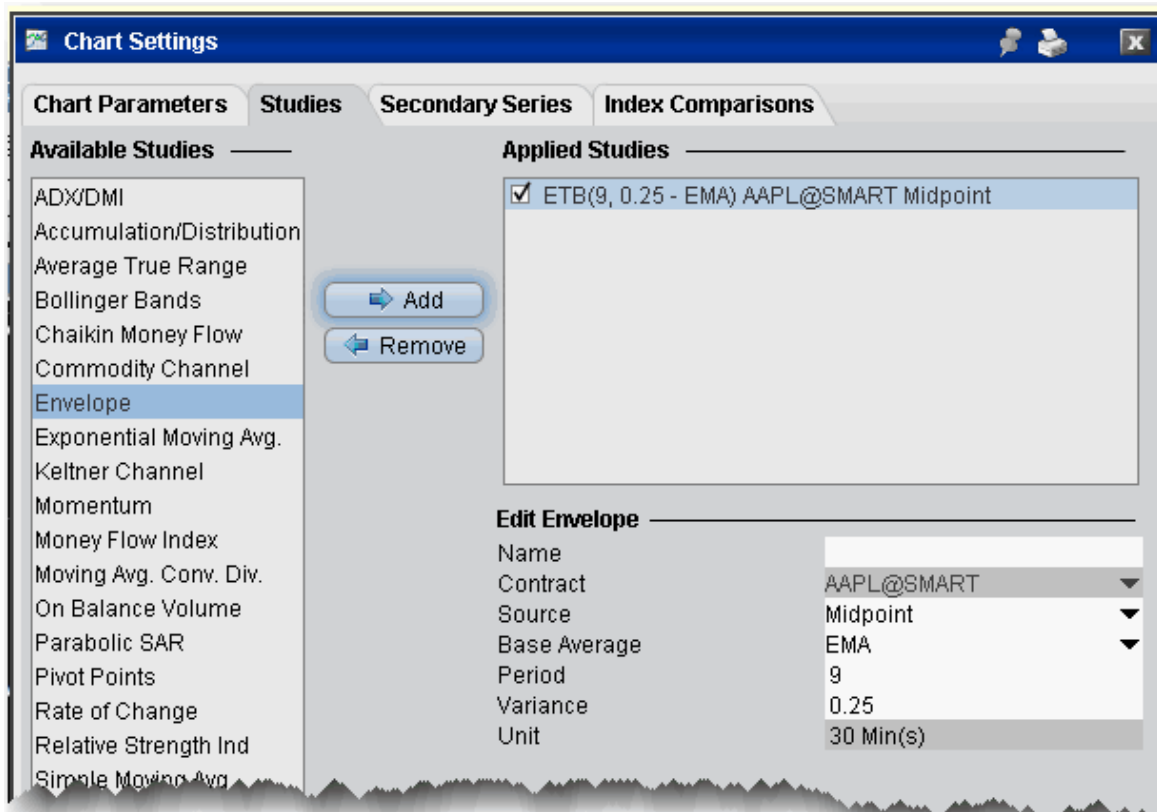 Chart Settings
Chart Parameters
Studies
Secondary Series
Index Comparisons
Available Studies
ADX/DMI
Accumulation/Distribution
Average True Range
Bollinger Bands
Chaikin Money Flow
Commodity Channel
Envelope
Exponential Moving Avg.
Keltner Channel
Momentum
Money Flow Index
Moving Avg. Conv. Div.
On Balance Volume
Parabolic SAR
Pivot Points
Rate of Change
Relative Strength Ind
Simple Moving Avg
Add
Remove
Applied Studies
ETB(9, 0.25 - EMA) AAPL@SMART Midpoint
Edit Envelope
Name
Contract AAPL@SMART
Source Midpoint
Base Average EMA
Period 9
Variance 0.25
Unit 30 Min(s)